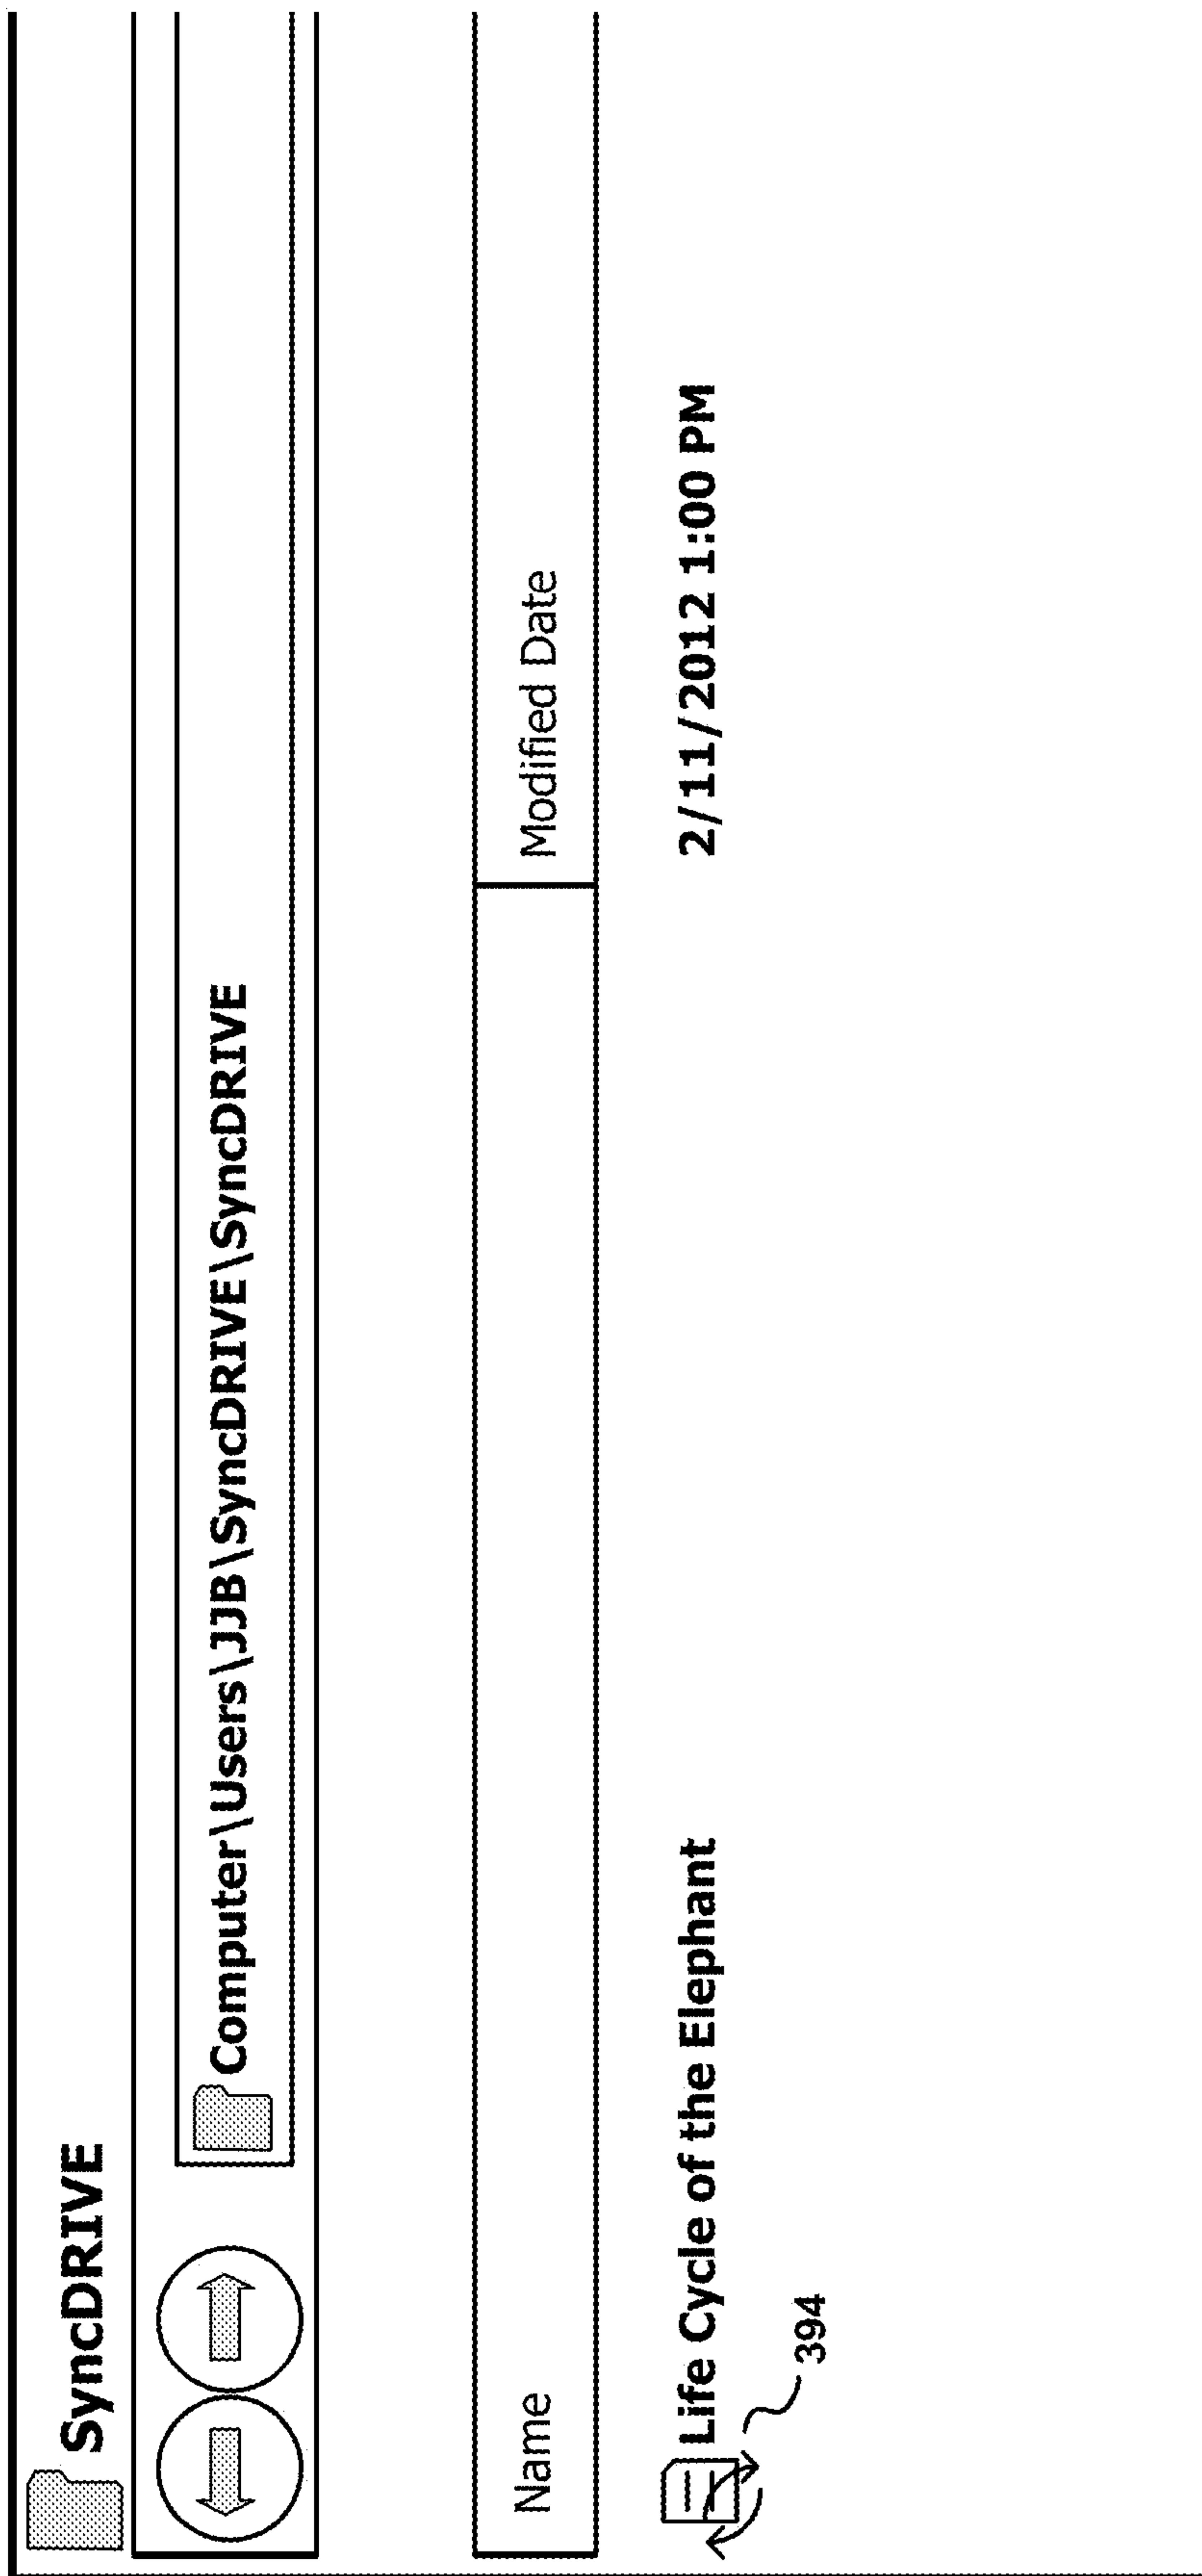 SyncDRIVE
Computer\Users\JJB\SyncDRIVE\SyncDRIVE
Name Modified Date
Life Cycle of the Elephant 2/11/2012 1:00 PM
394